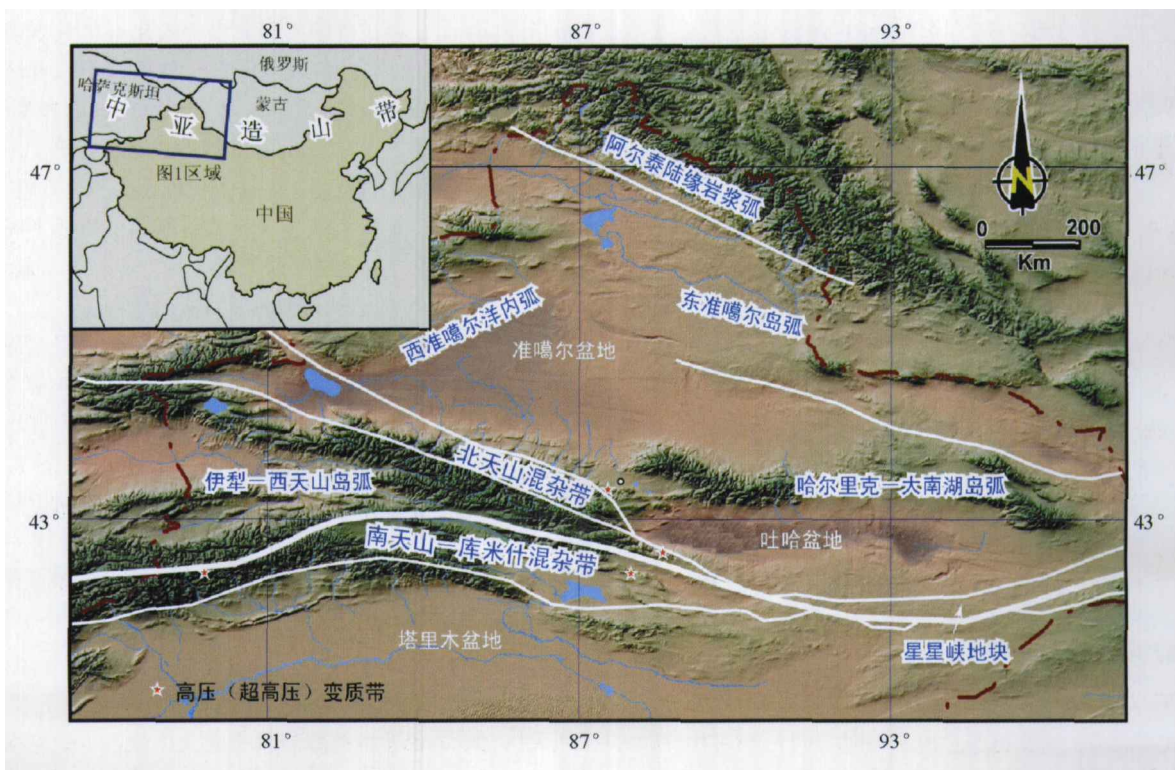 81°
87°
93°
俄罗斯
哈萨克斯坦
蒙古
中亚造山带
图1区域
中国
47°
47°
阿尔泰陆缘岩浆弧
N
0 200
Km
东准噶尔岛弧
西准噶尔洋内弧
准噶尔盆地
北天山混杂带
伊犁—西天山岛弧
哈尔里克—大南湖岛弧
43°
43°
南天山—库米什混杂带
吐哈盆地
塔里木盆地
星星峡地块
高压（超高压）变质带
81°
87°
93°